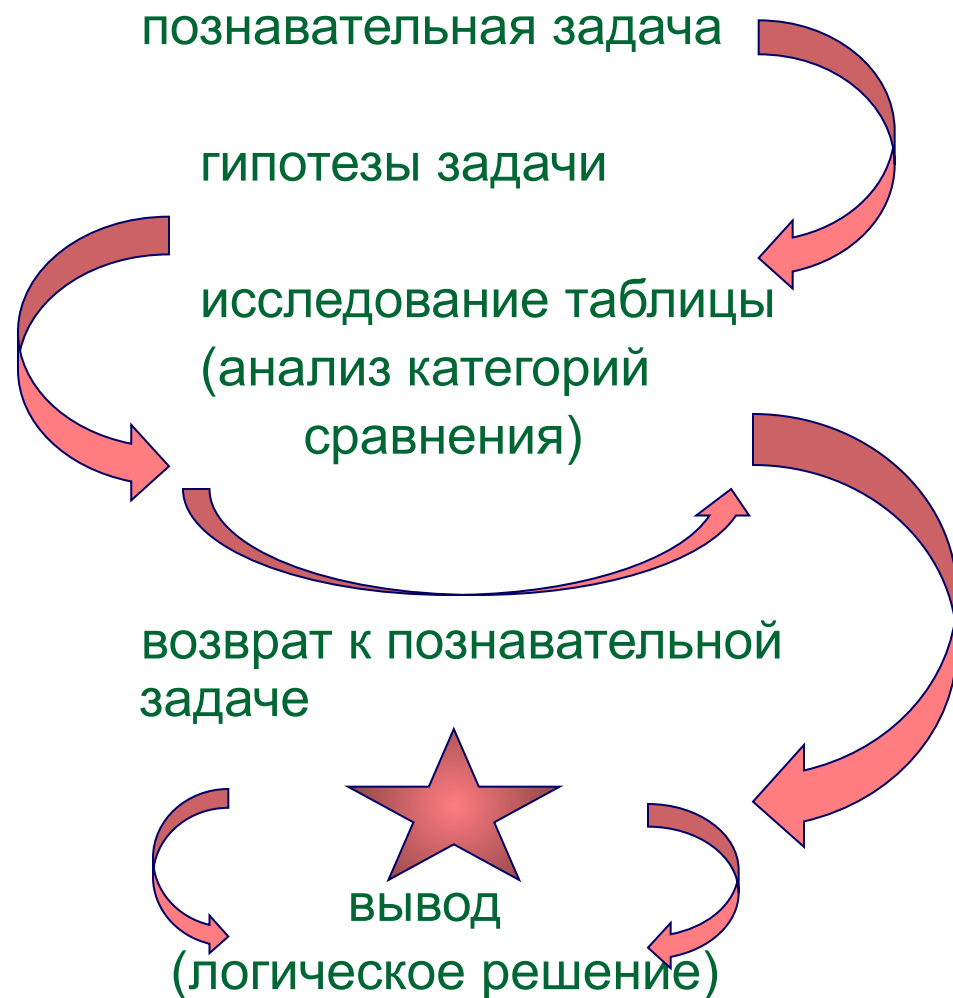 познавательная задача
гипотезы задачи
исследование таблицы
(анализ категорий
сравнения)
возврат к познавательной
задаче
вывод
(логическое решение)